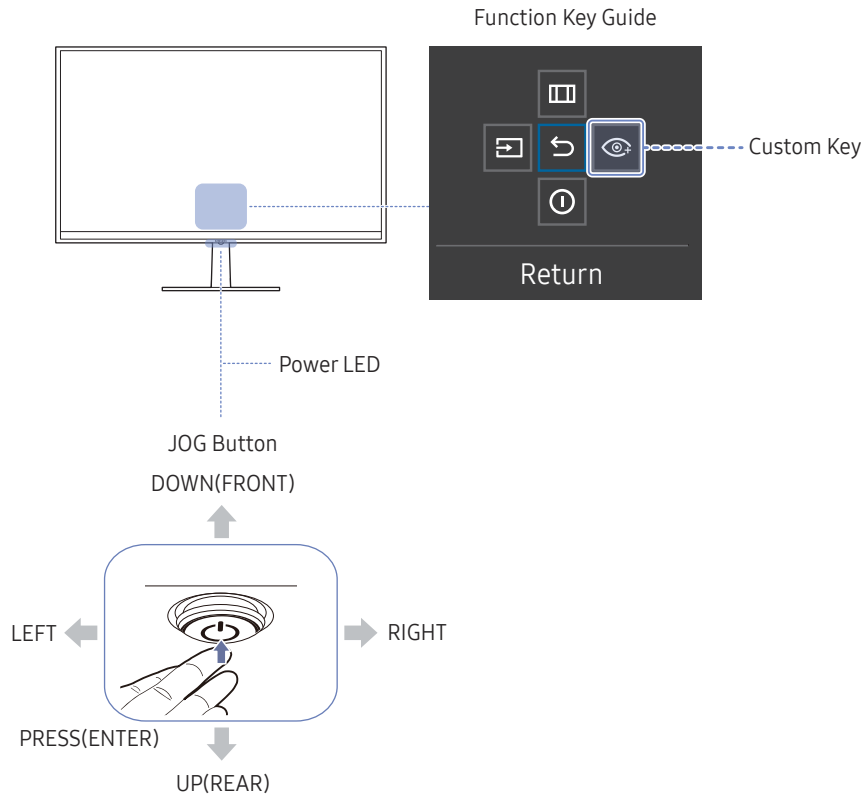 Function Key Guide
Custom Key
Return
Power LED
JOG Button
DOWN(FRONT)
LEFT
RIGHT
PRESS(ENTER)
UP(REAR)